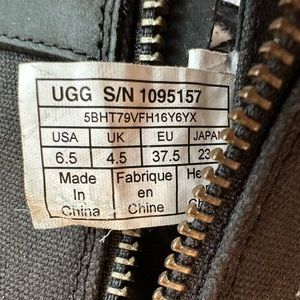 UGG S/N 1095157
5BHT79VFH16Y6YX
USA UK EU JAPAN
6.5 4.5 37.5 23
Made Fabrique
In en
China Chine